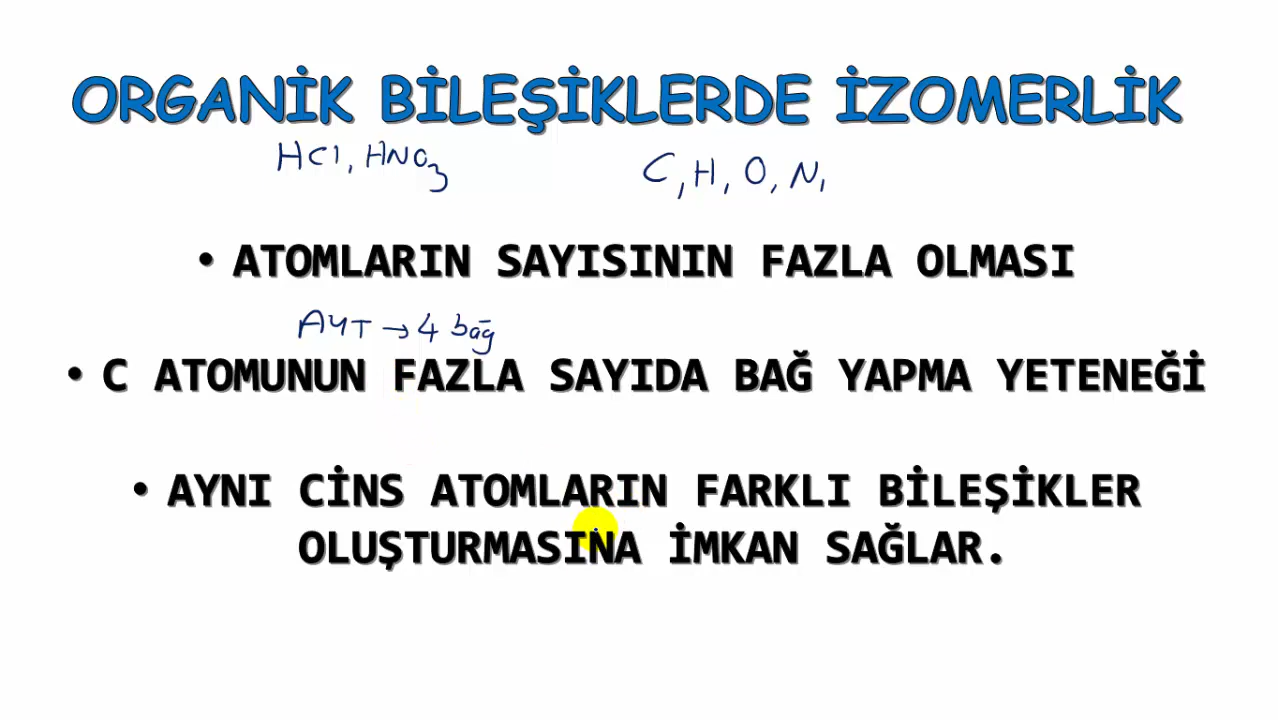 ORGANİK BİLEŞİKLERDE İZOMERLİK
HCl, HNO3 C, H, O, N,
• ATOMLARIN SAYISININ FAZLA OLMASI
AYT → 4 bağ
• C ATOMUNUN FAZLA SAYIDA BAĞ YAPMA YETENEĞİ
• AYNI CİNS ATOMLARIN FARKLI BİLEŞİKLER
OLUŞTURMASINA İMKAN SAĞLAR.